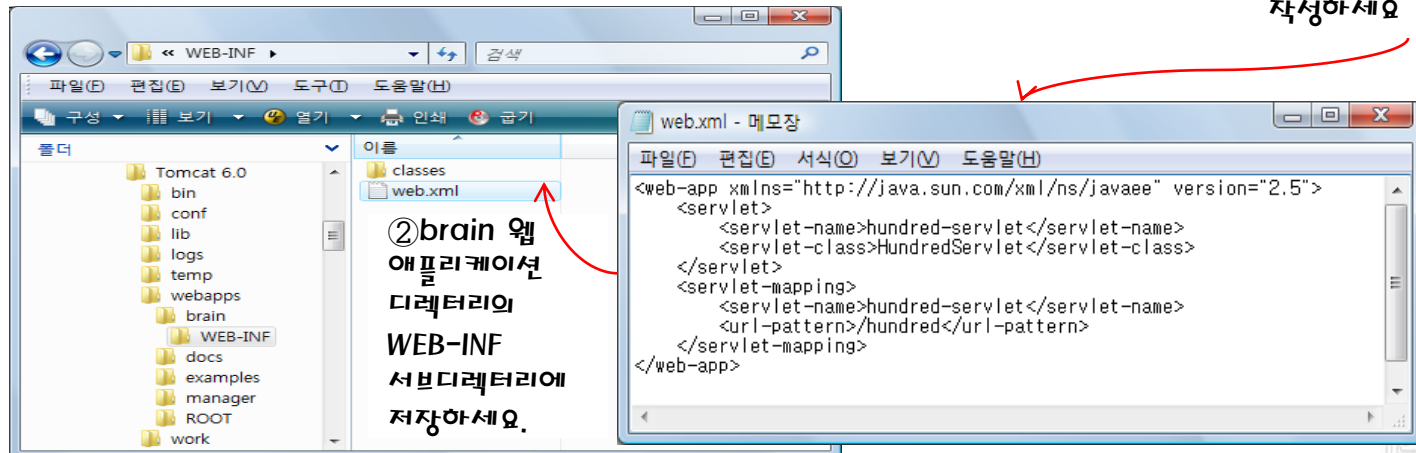 작성하세요
« WEB-INF ▸
검색
파일(F) 편집(E) 보기(V) 도구(T) 도움말(H)
구성 보기 열기 인쇄 굽기
폴더
이름
Tomcat 6.0
bin
conf
lib
logs
temp
webapps
brain
WEB-INF
docs
examples
manager
ROOT
work
classes
web.xml
②brain 웹
애플리케이션
디렉터리의
WEB-INF
서브디렉터리에
저장하세요.
web.xml - 메모장
파일(F) 편집(E) 서식(O) 보기(V) 도움말(H)
<web-app xmlns="http://java.sun.com/xml/ns/javaee" version="2.5">
<servlet>
<servlet-name>hundred-servlet</servlet-name>
<servlet-class>HundredServlet</servlet-class>
</servlet>
<servlet-mapping>
<servlet-name>hundred-servlet</servlet-name>
<url-pattern>/hundred</url-pattern>
</servlet-mapping>
</web-app>